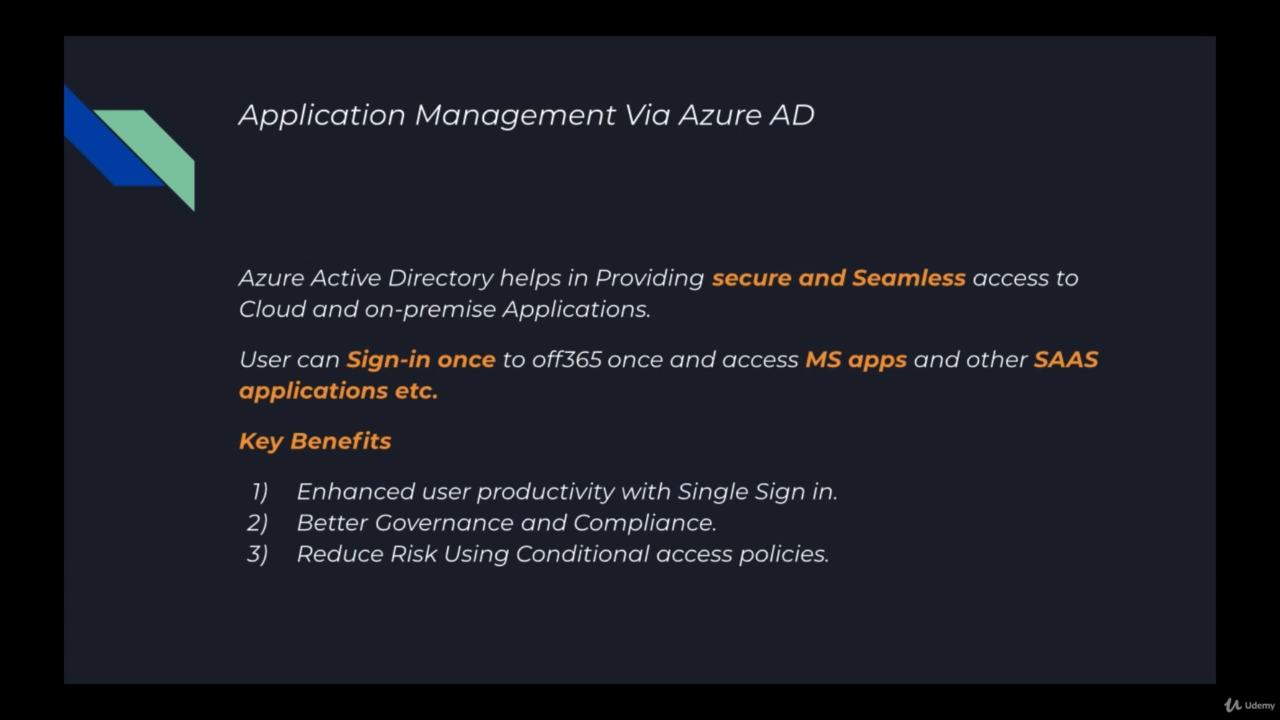 Application Management Via Azure AD
Azure Active Directory helps in Providing secure and Seamless access to
Cloud and on-premise Applications.
User can Sign-in once to off365 once and access MS apps and other SAAS
applications etc.
Key Benefits
1) Enhanced user productivity with Single Sign in.
2) Better Governance and Compliance.
3) Reduce Risk Using Conditional access policies.
Udemy